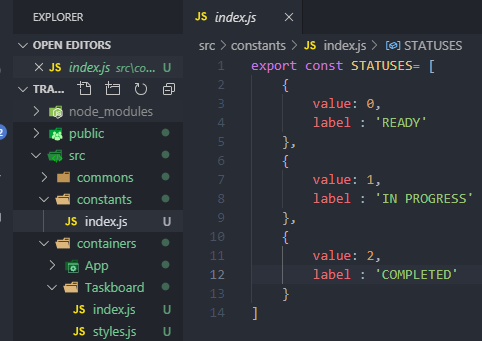 EXPLORER
OPEN EDITORS
JS index.js src\co... U
TRA...
node_modules
public
src
commons
constants
JS index.js U
containers
App
Taskboard
JS index.js U
JS styles.js U
JS index.js
src > constants > JS index.js > STATUSES
1 export const STATUSES= [
2 {
3 value: 0,
4 label : 'READY'
5 },
6 {
7 value: 1,
8 label : 'IN PROGRESS'
9 },
10 {
11 value: 2,
12 label : 'COMPLETED'
13 }
14 ]